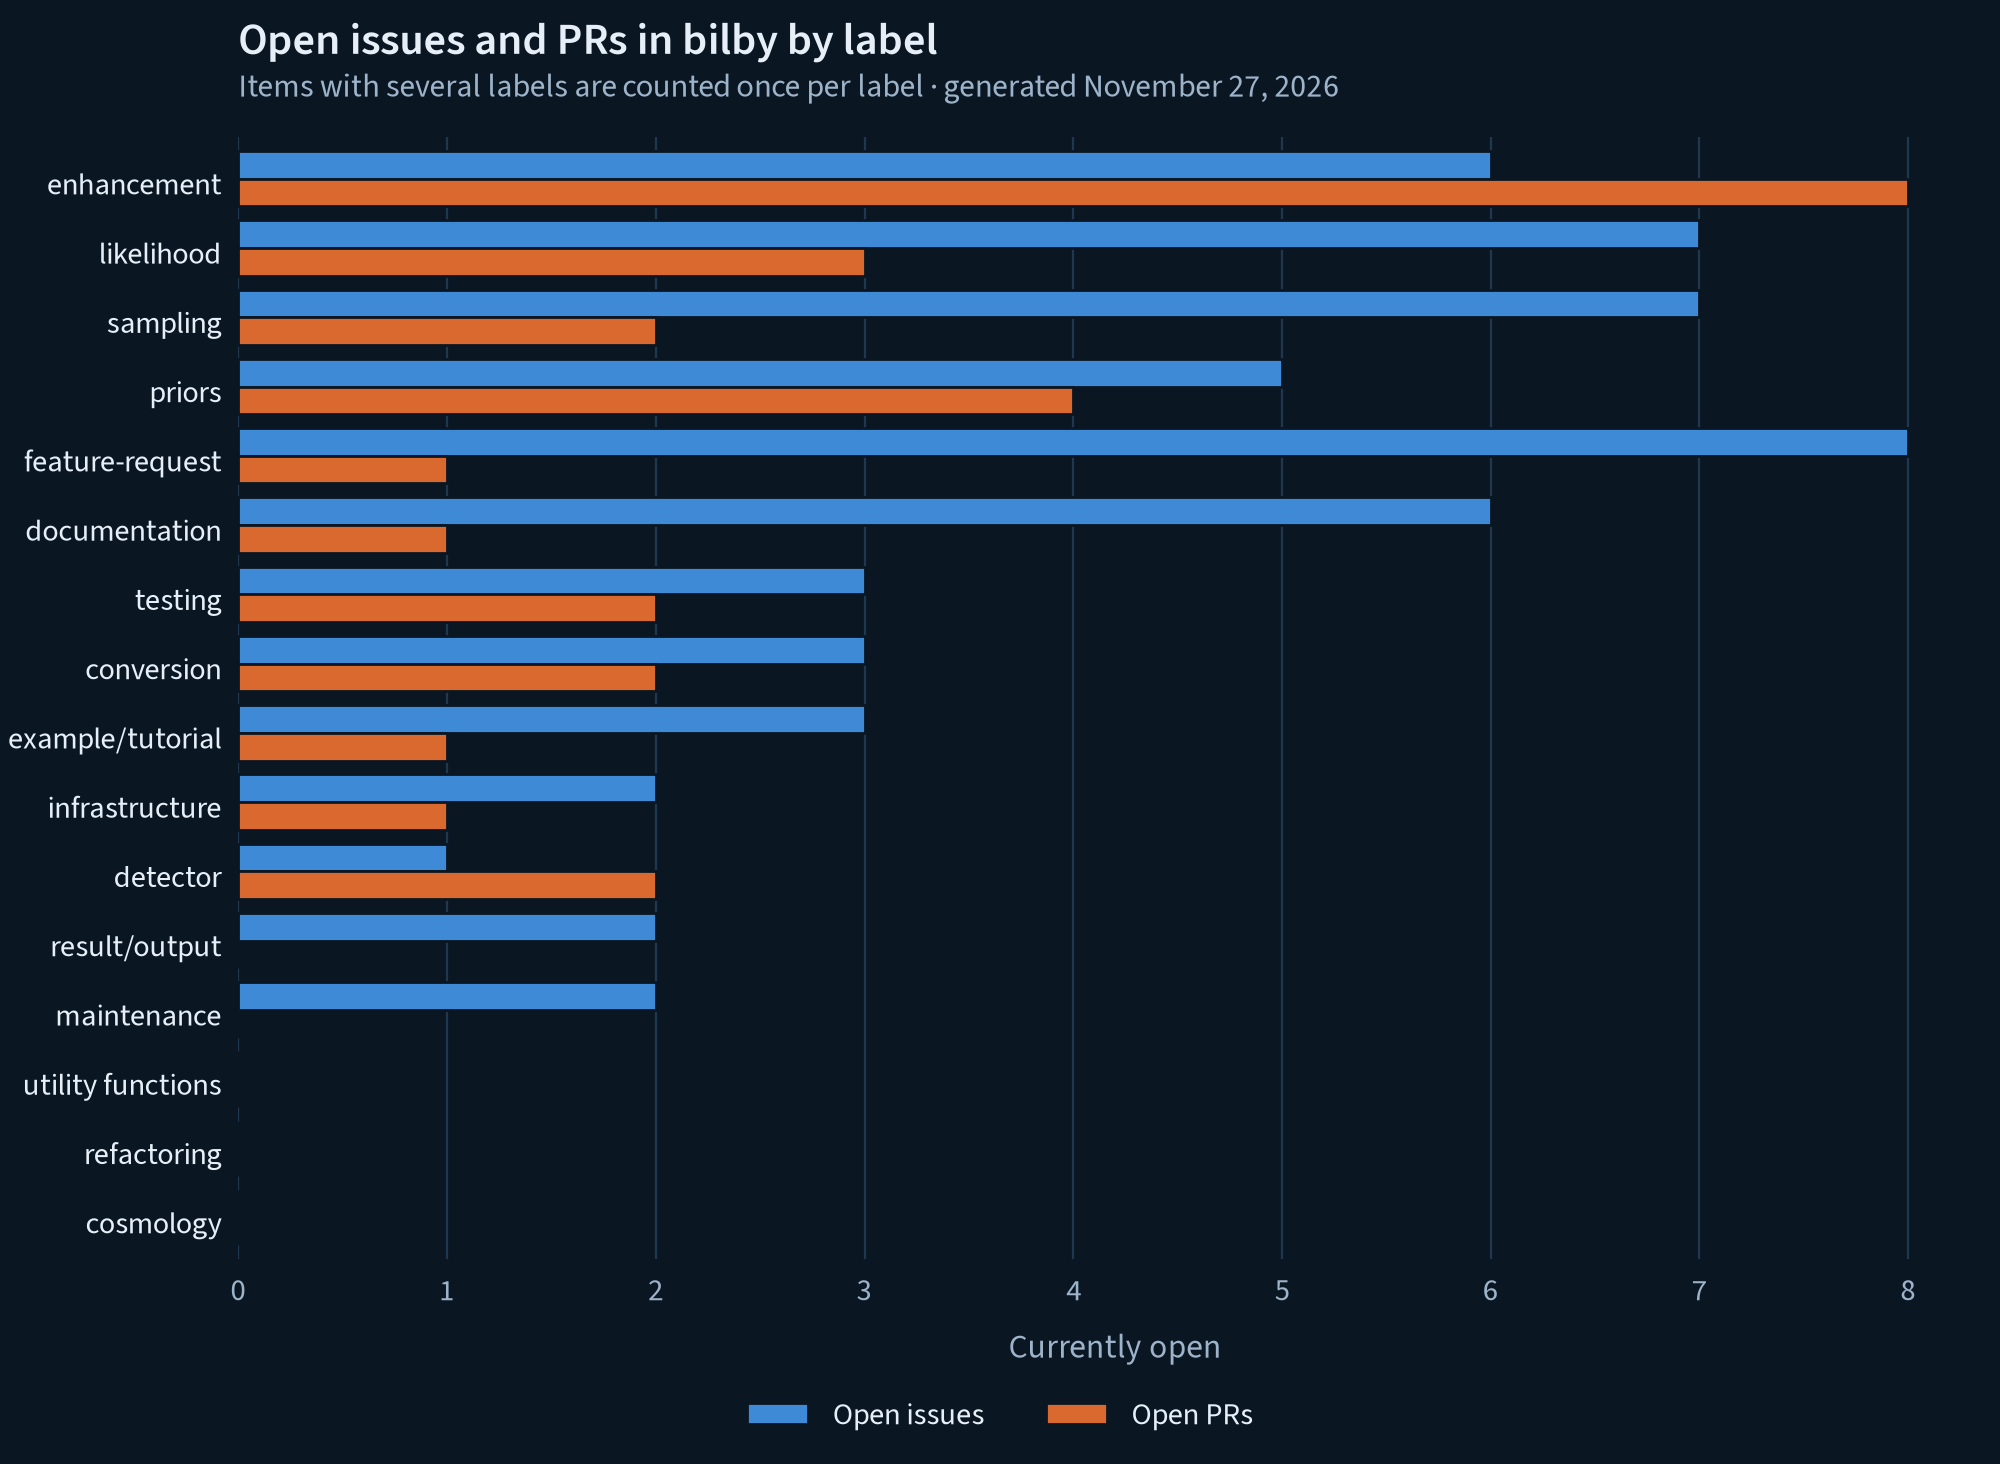 Open issues and PRs in bilby by label
Items with several labels are counted once per label · generated November 27, 2026
enhancement
likelihood
sampling
priors
feature-request
documentation
testing
conversion
example/tutorial
infrastructure
detector
result/output
maintenance
utility functions
refactoring
cosmology
0 1 2 3 4 5 6 7 8
Currently open
Open issues Open PRs